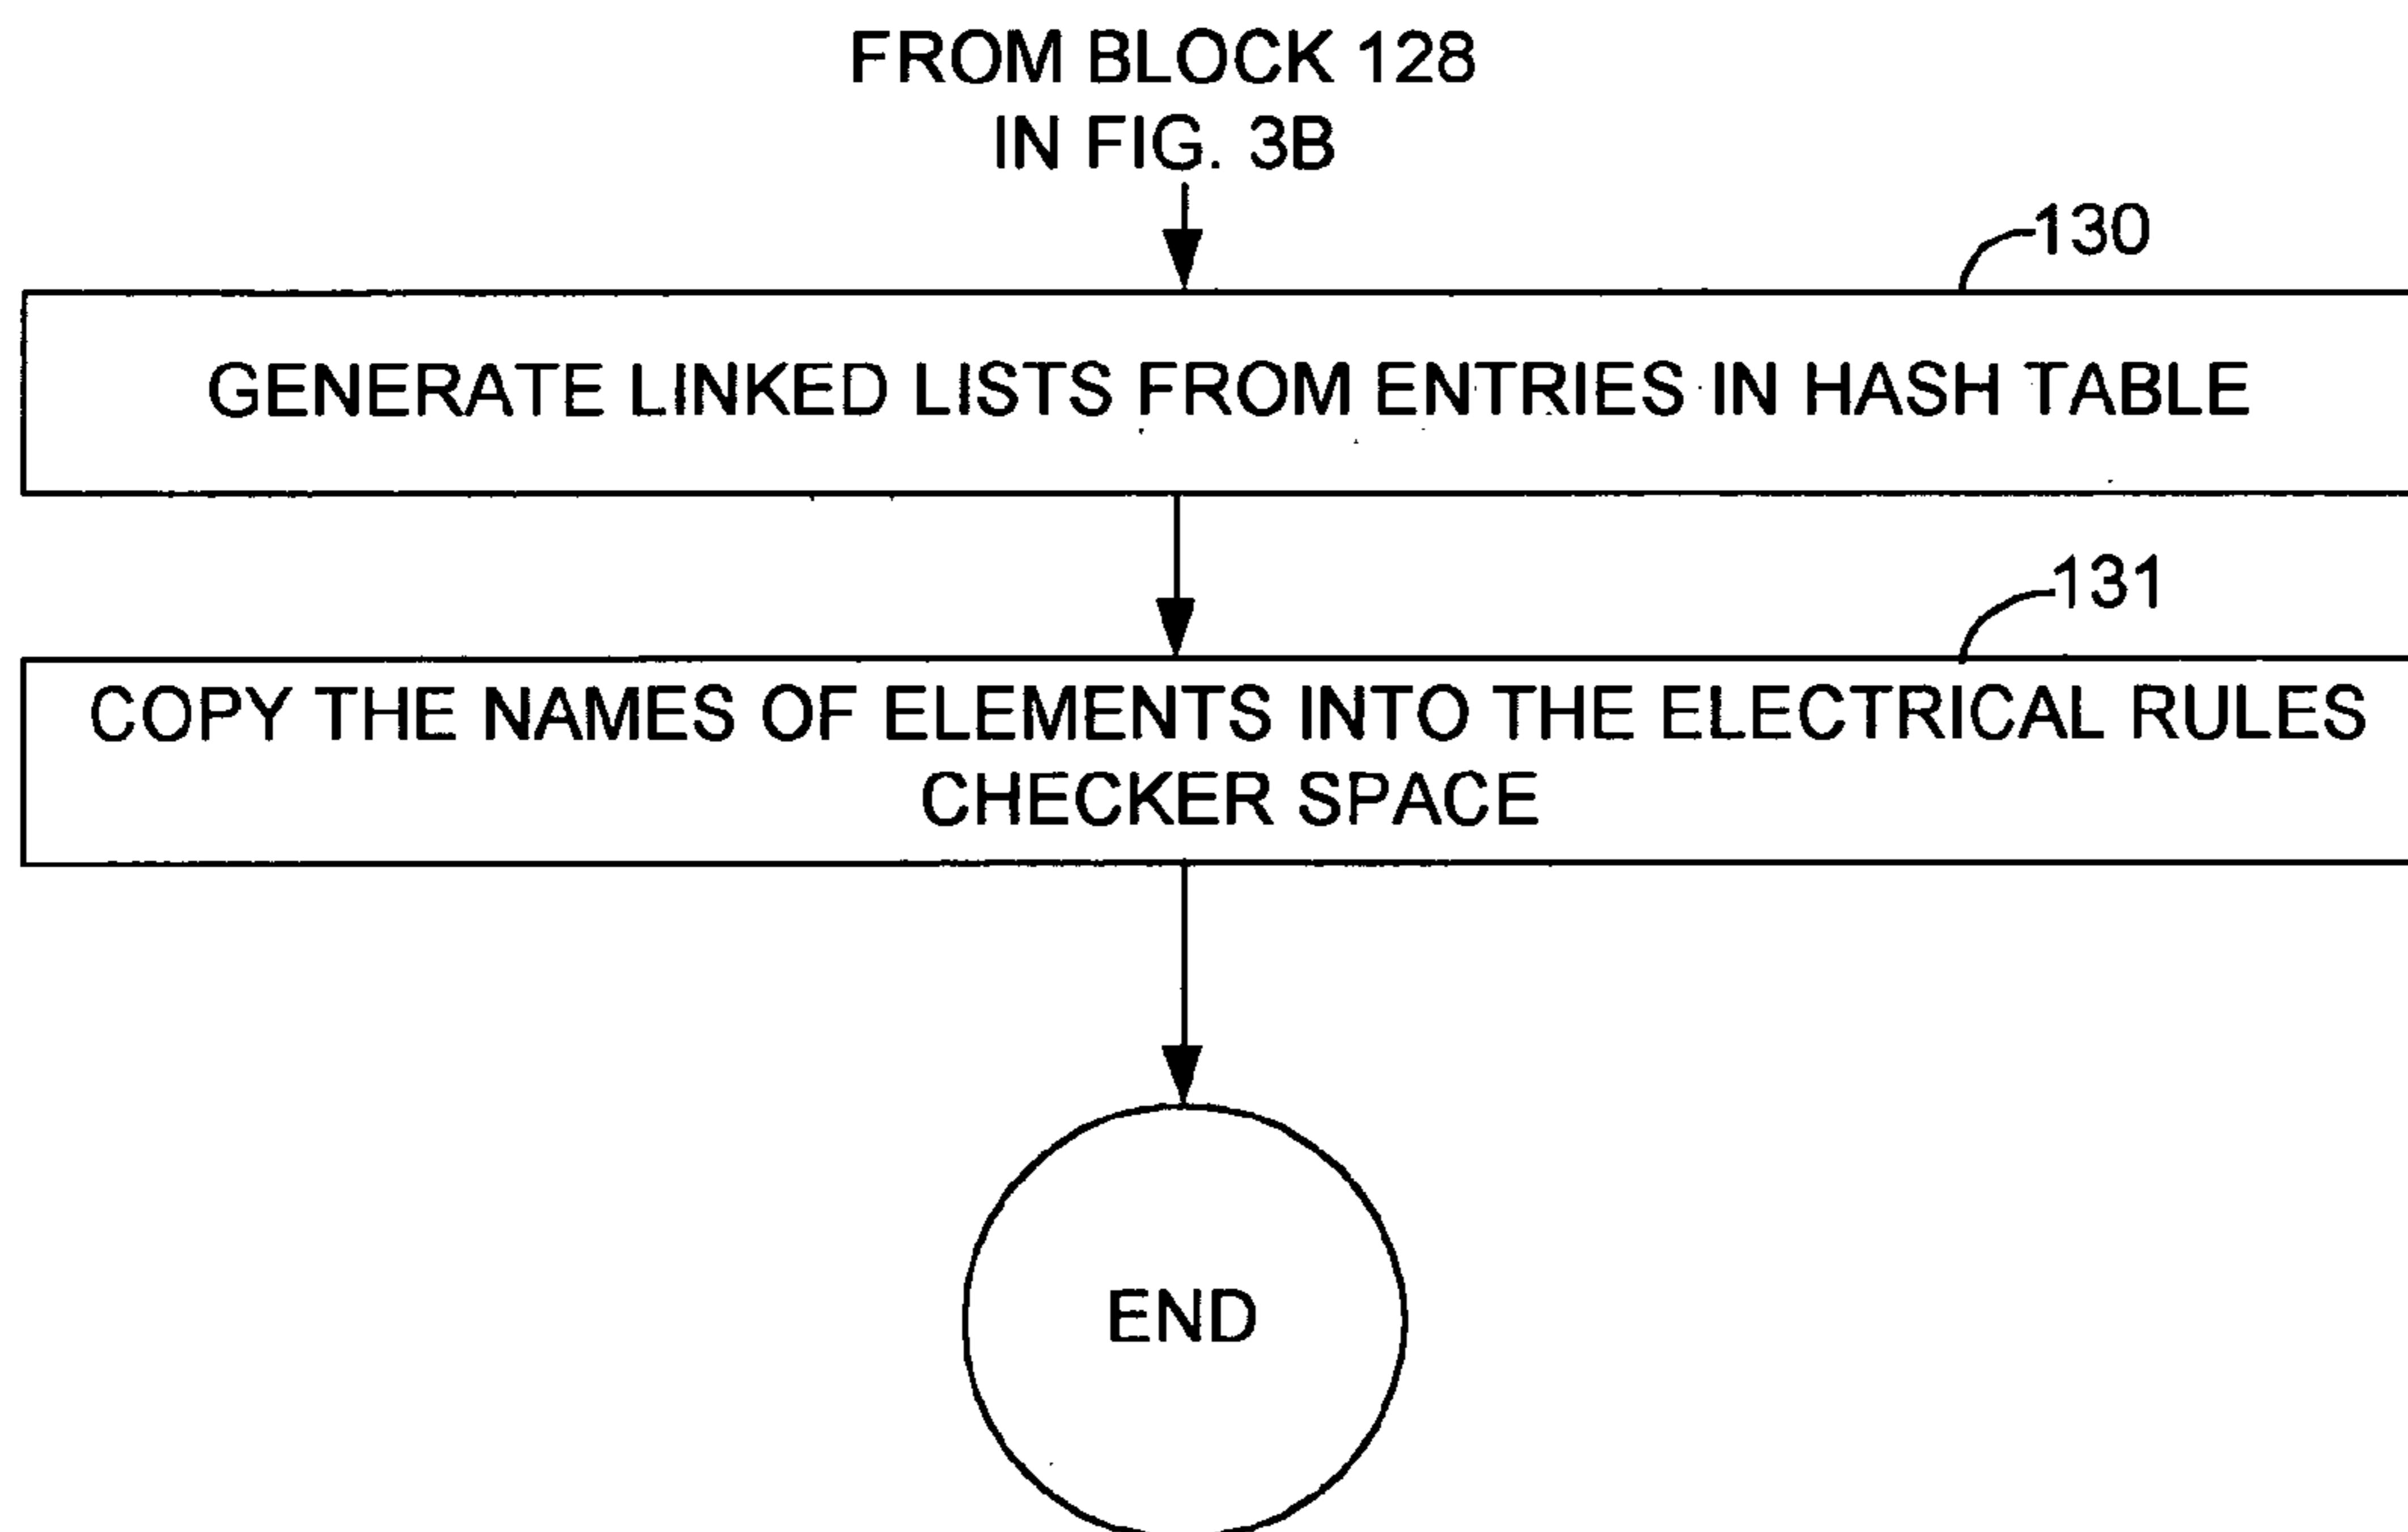 FROM BLOCK 128
IN FIG. 3B
130
GENERATE LINKED LISTS FROM ENTRIES IN HASH TABLE
131
COPY THE NAMES OF ELEMENTS INTO THE ELECTRICAL RULES
CHECKER SPACE
END